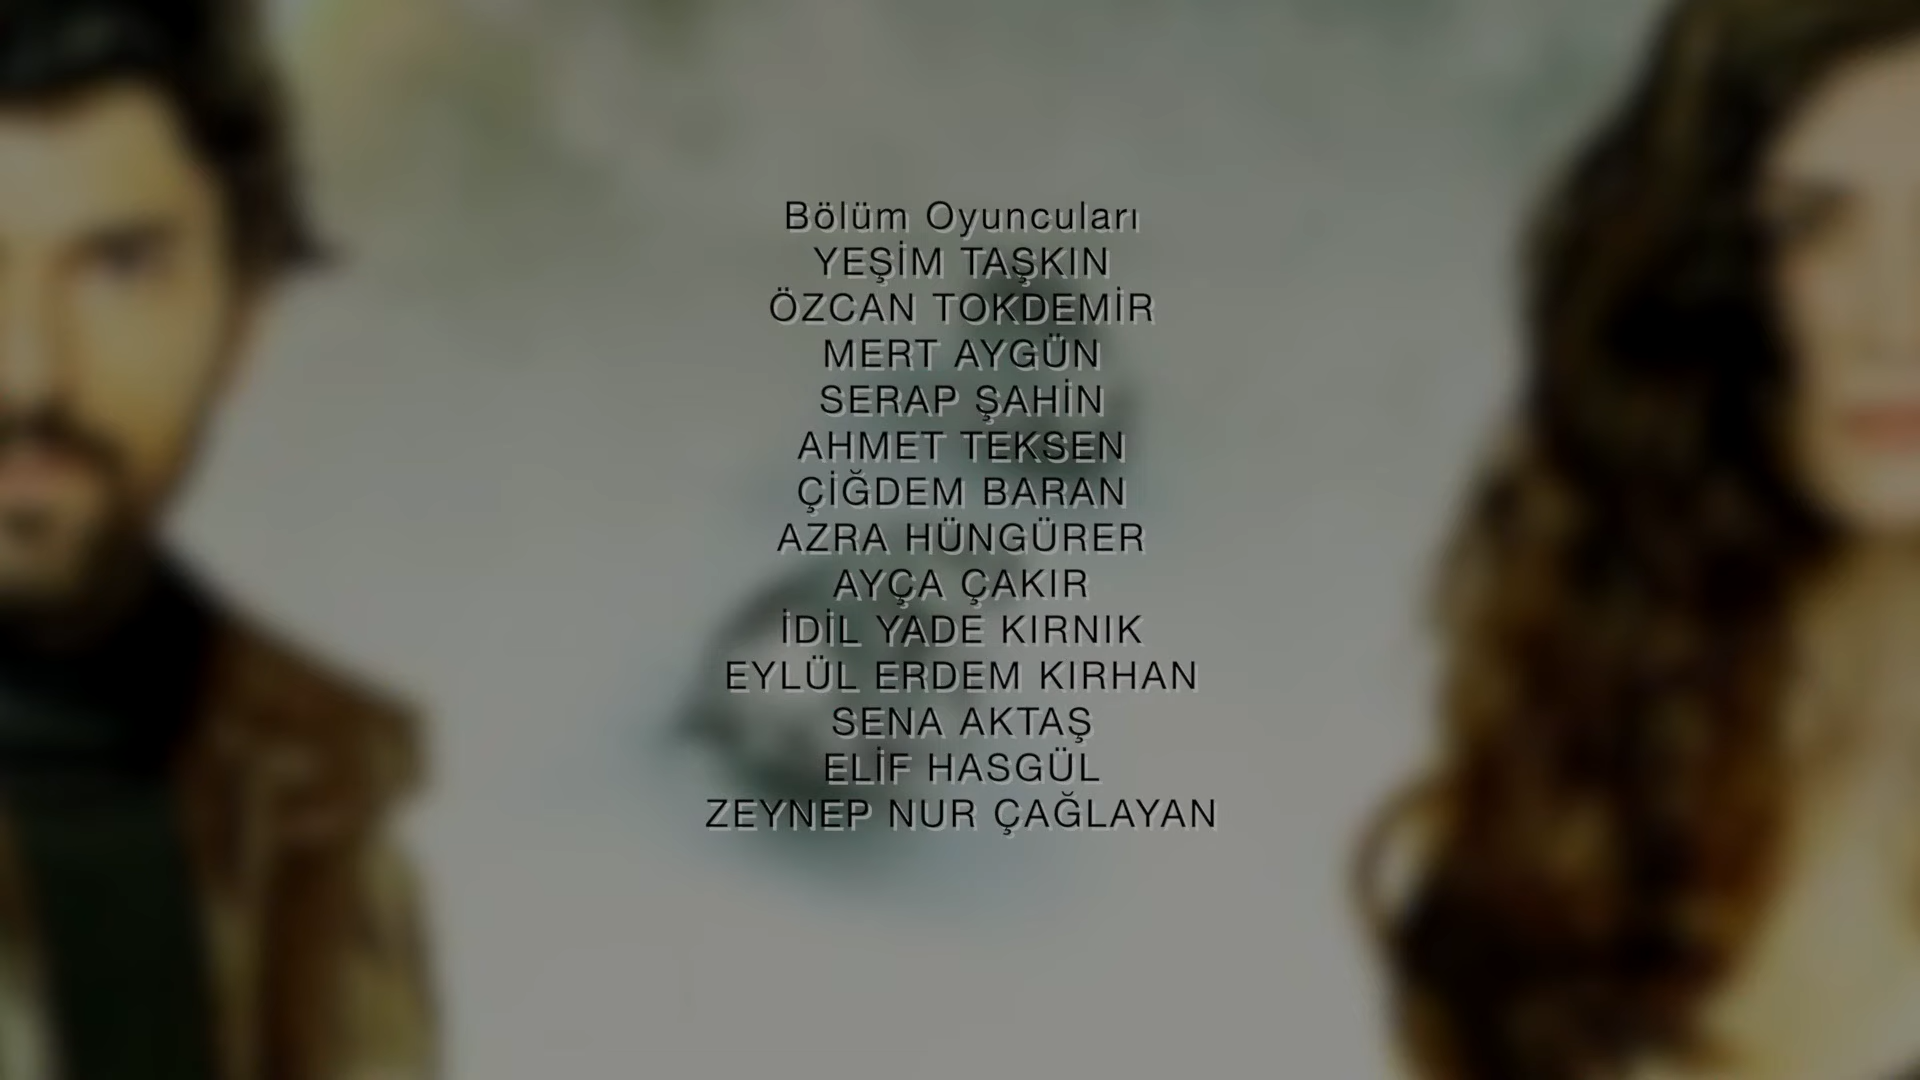 Bölüm Oyuncuları
YEŞİM TAŞKIN
ÖZCAN TOKDEMİR
MERT AYGÜN
SERAP ŞAHİN
AHMET TEKSEN
ÇİĞDEM BARAN
AZRA HÜNGÜRER
AYÇA ÇAKIR
İDİL YADE KIRNIK
EYLÜL ERDEM KIRHAN
SENA AKTAŞ
ELİF HASGÜL
ZEYNEP NUR ÇAĞLAYAN